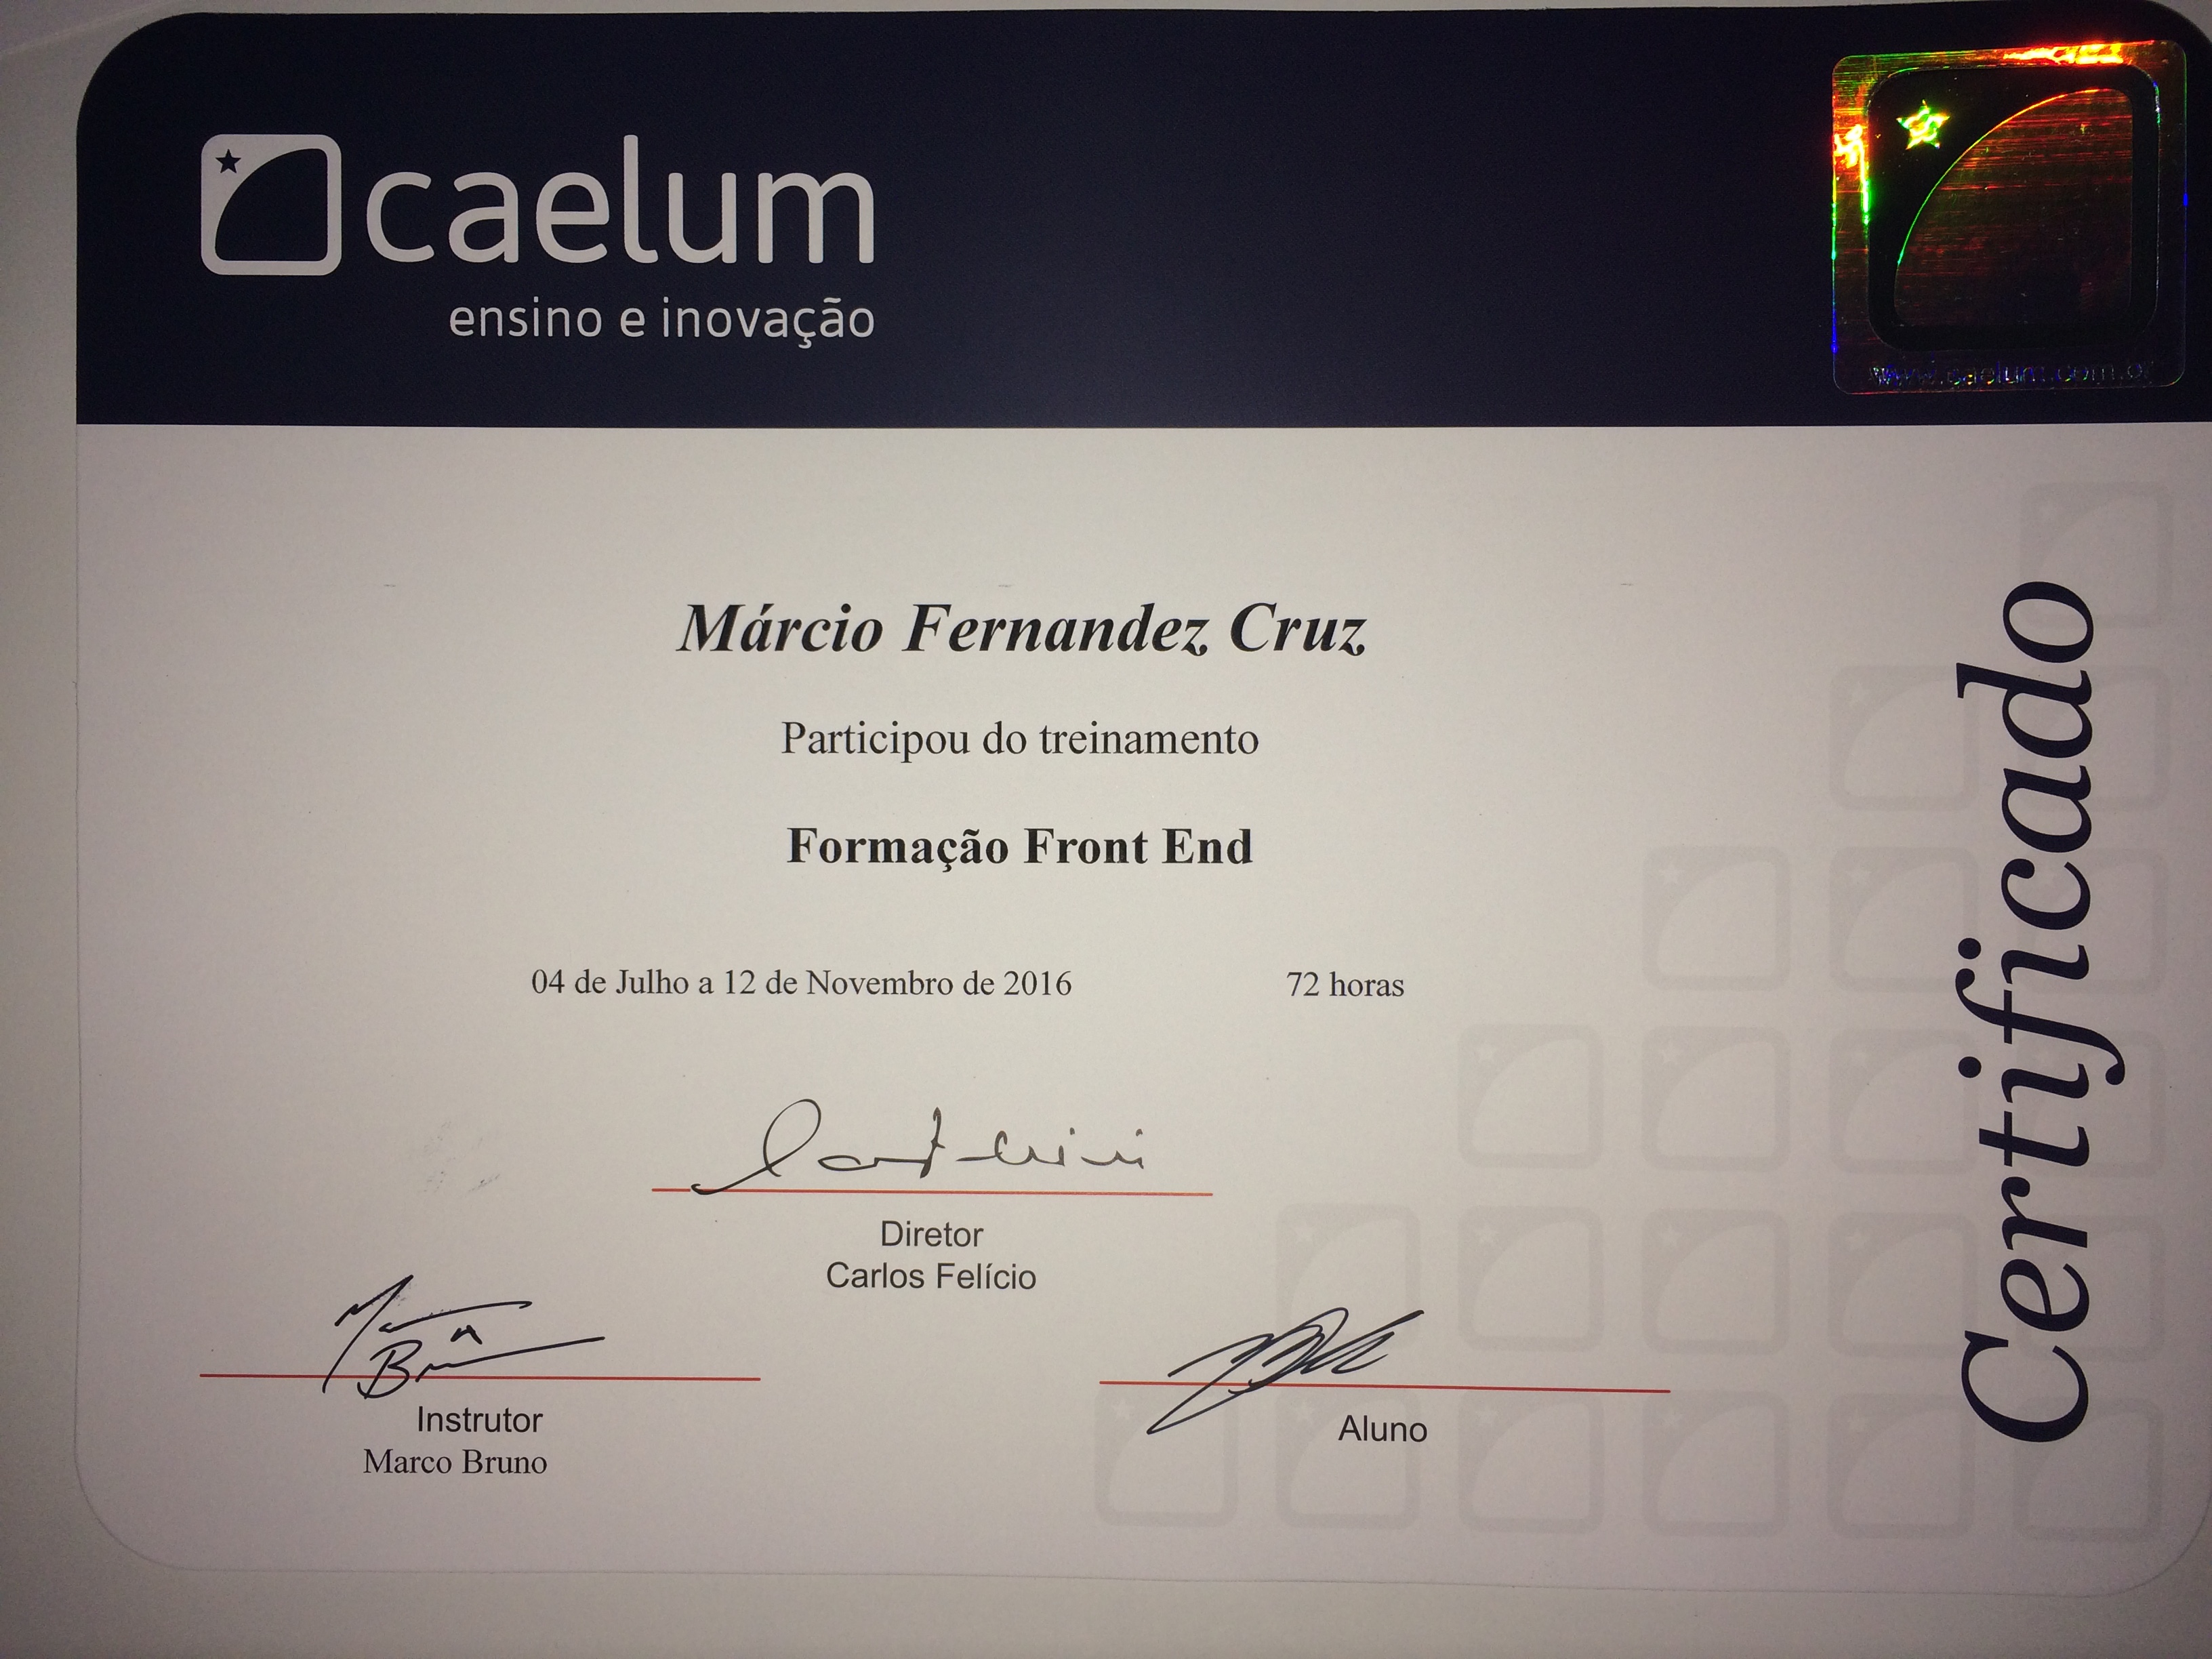 caelum
ensino e inovação
www.caelum.com.br
Márcio Fernandez Cruz
Participou do treinamento
Formação Front End
04 de Julho a 12 de Novembro de 2016 72 horas
Diretor
Carlos Felício
Instrutor
Marco Bruno
Aluno
Certificado